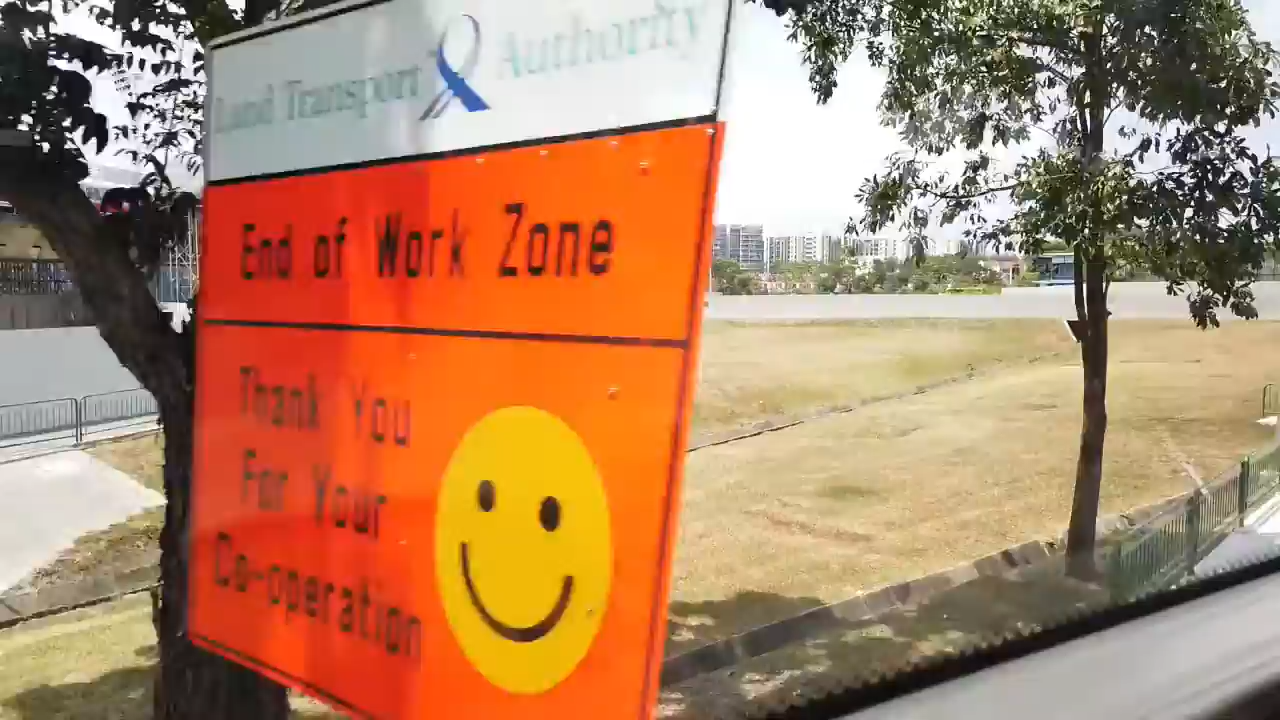 Land Transport Authority
End of Work Zone
Thank You
For Your
Co-operation